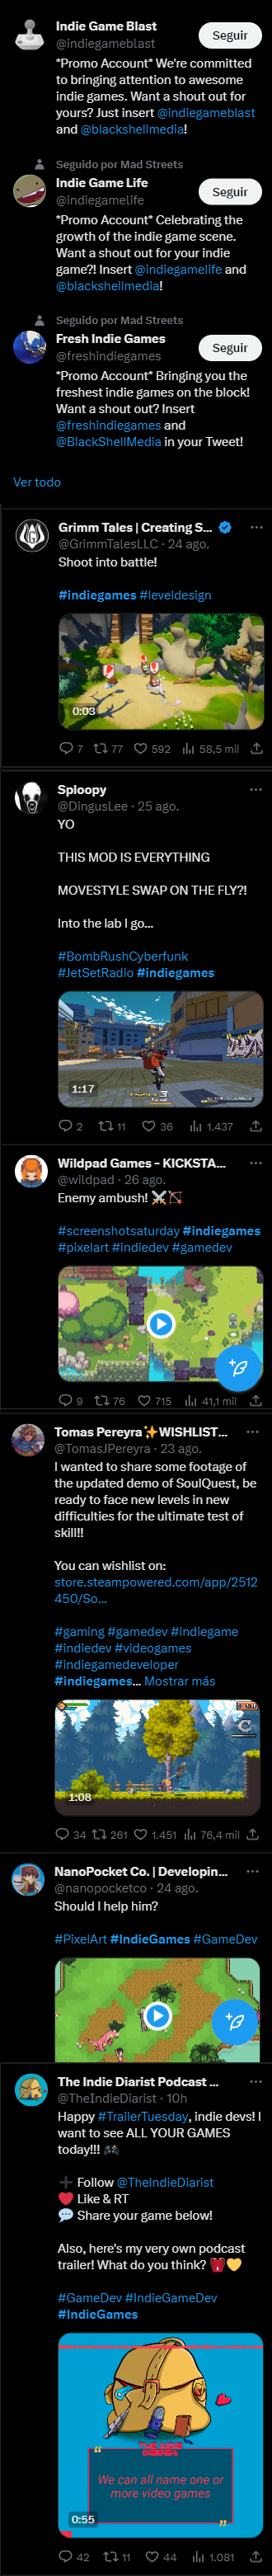 Indie Game Blast
@indiegameblast
Seguir
*Promo Account* We're committed
to bringing attention to awesome
indie games. Want a shout out for
yours? Just insert @indiegameblast
and @blackshellmedia!
Seguido por Mad Streets
Indie Game Life
@indiegamelife
Seguir
*Promo Account* Celebrating the
growth of the indie game scene.
Want a shout out for your indie
game?! Insert @indiegamelife and
@blackshellmedia!
Seguido por Mad Streets
Fresh Indie Games
@freshindiegames
Seguir
*Promo Account* Bringing you the
freshest indie games on the block!
Want a shout out? Insert
@freshindiegames and
@BlackShellMedia in your Tweet!
Ver todo
Grimm Tales | Creating S...
@GrimmTalesLLC · 24 ago.
Shoot into battle!
#indiegames #leveldesign
0:03
7 77 592 58,5 mil
Sploopy
@DingusLee · 25 ago.
YO
THIS MOD IS EVERYTHING
MOVESTYLE SWAP ON THE FLY?!
Into the lab I go...
#BombRushCyberfunk
#JetSetRadio #indiegames
1:17
2 11 36 1.437
Wildpad Games - KICKSTA...
@wildpad · 26 ago.
Enemy ambush! ⚔️🏹
#screenshotsaturday #indiegames
#pixelart #indiedev #gamedev
9 76 715 41,1 mil
Tomas Pereyra✨WISHLIST...
@TomasJPereyra · 23 ago.
I wanted to share some footage of
the updated demo of SoulQuest, be
ready to face new levels in new
difficulties for the ultimate test of
skill!!
You can wishlist on:
store.steampowered.com/app/2512
450/So...
#gaming #gamedev #indiegame
#indiedev #videogames
#indiegamedeveloper
#indiegames... Mostrar más
1:08
34 261 1.451 76,4 mil
NanoPocket Co. | Developin...
@nanopocketco · 24 ago.
Should I help him?
#PixelArt #IndieGames #GameDev
The Indie Diarist Podcast ...
@TheIndieDiarist · 10h
Happy #TrailerTuesday, indie devs! I
want to see ALL YOUR GAMES
today!!! 🎮
➕ Follow @TheIndieDiarist
❤️ Like & RT
💬 Share your game below!
Also, here's my very own podcast
trailer! What do you think? 🎒💛
#GameDev #IndieGameDev
#IndieGames
We can all name one or
more video games
0:55
42 11 44 1.081